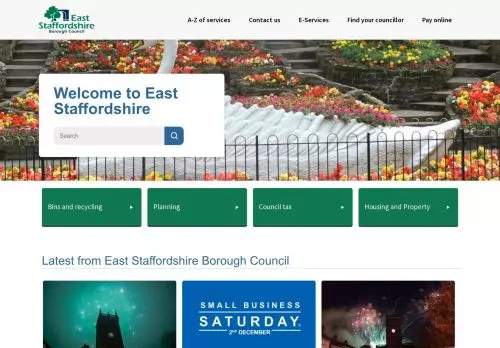 East
Staffordshire
Borough Council
A-Z of services
Contact us
E-Services
Find your councillor
Pay online
Welcome to East
Staffordshire
Search
Bins and recycling
Planning
Council tax
Housing and Property
Latest from East Staffordshire Borough Council
SMALL BUSINESS
SATURDAY
2ND DECEMBER